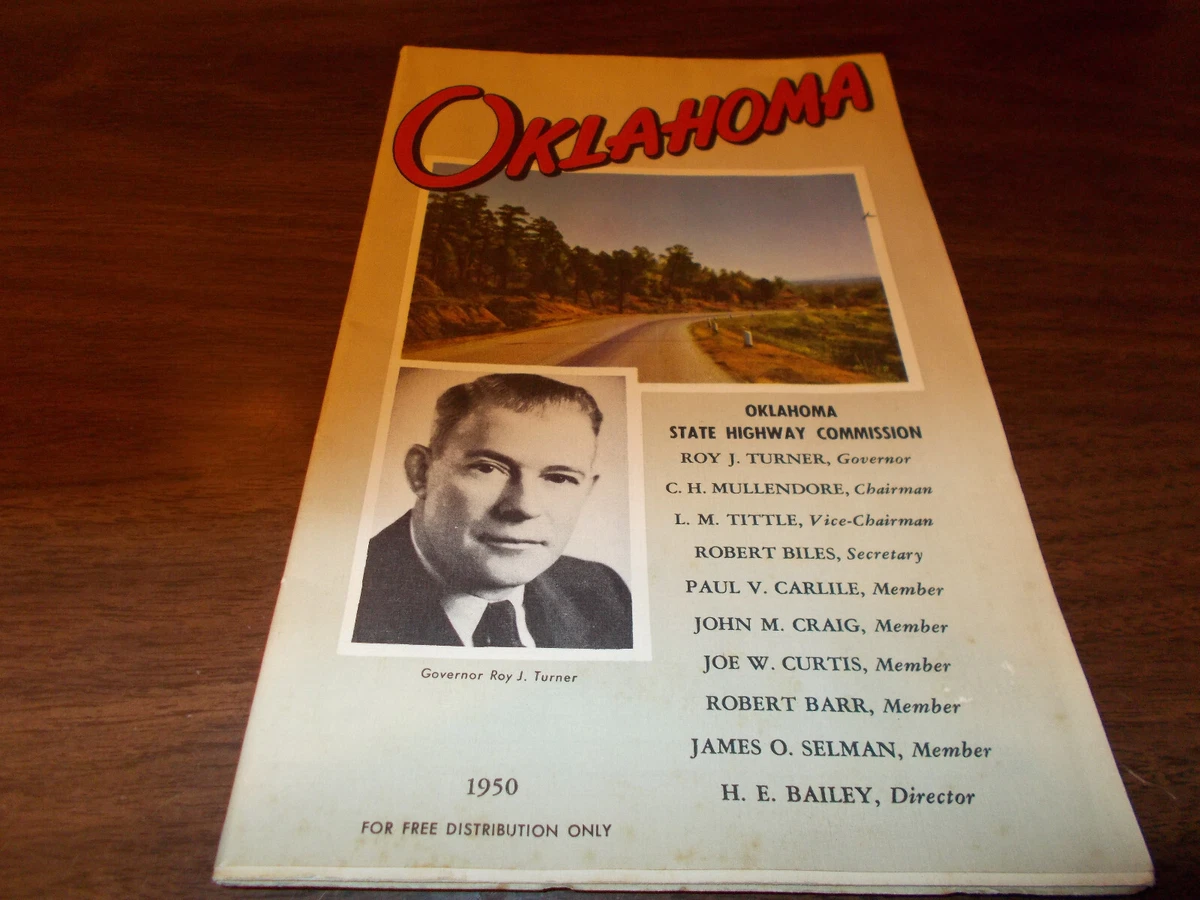 OKLAHOMA
OKLAHOMA
STATE HIGHWAY COMMISSION
ROY J. TURNER, Governor
C. H. MULLENDORE, Chairman
L. M. TITTLE, Vice-Chairman
ROBERT BILES, Secretary
PAUL V. CARLILE, Member
JOHN M. CRAIG, Member
JOE W. CURTIS, Member
ROBERT BARR, Member
JAMES O. SELMAN, Member
H. E. BAILEY, Director
Governor Roy J. Turner
1950
FOR FREE DISTRIBUTION ONLY